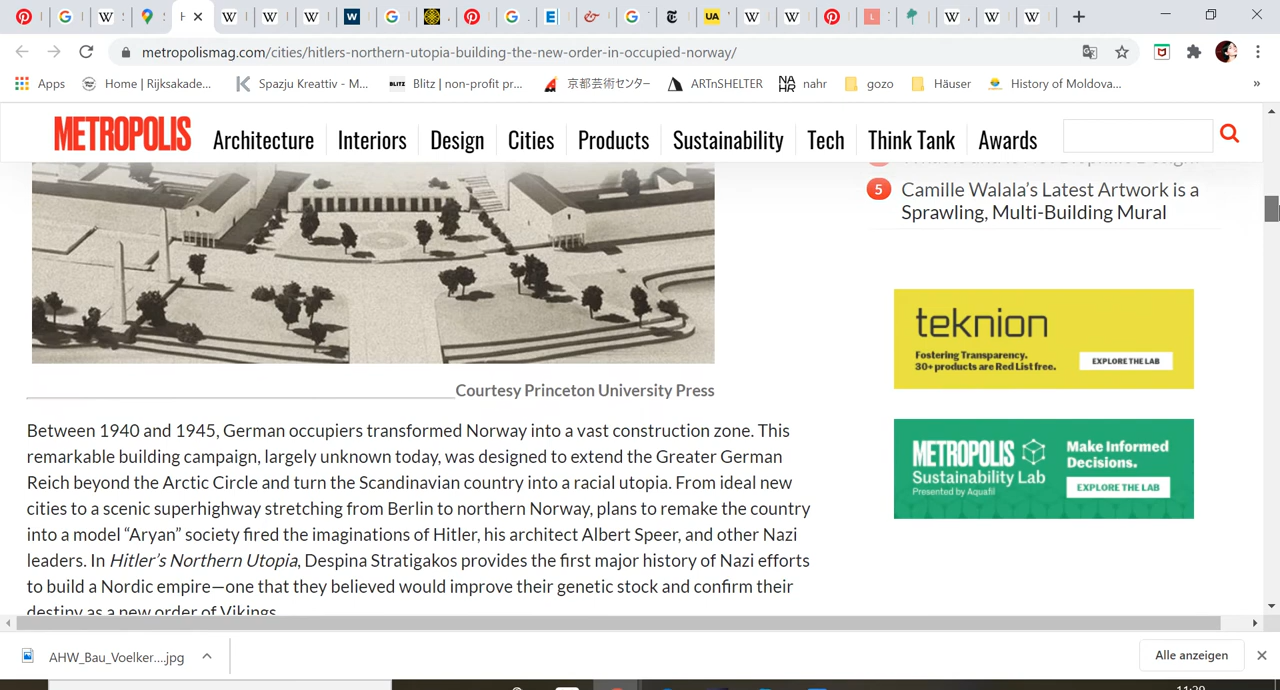 metropolismag.com/cities/hitlers-northern-utopia-building-the-new-order-in-occupied-norway/
Apps
Home | Rijksakade...
Spazju Kreattiv - M...
BLITZ
Blitz | non-profit pr...
京都芸術センター
ARTnSHELTER
NA HR
nahr
gozo
Häuser
History of Moldova...
»
METROPOLIS
Architecture
Interiors
Design
Cities
Products
Sustainability
Tech
Think Tank
Awards
5 Camille Walala's Latest Artwork is a
Sprawling, Multi-Building Mural
teknion
Fostering Transparency.
30+ products are Red List free.
EXPLORE THE LAB
Courtesy Princeton University Press
METROPOLIS
Sustainability Lab
Presented by Aquafil
Make Informed
Decisions.
EXPLORE THE LAB
Between 1940 and 1945, German occupiers transformed Norway into a vast construction zone. This
remarkable building campaign, largely unknown today, was designed to extend the Greater German
Reich beyond the Arctic Circle and turn the Scandinavian country into a racial utopia. From ideal new
cities to a scenic superhighway stretching from Berlin to northern Norway, plans to remake the country
into a model “Aryan” society fired the imaginations of Hitler, his architect Albert Speer, and other Nazi
leaders. In Hitler’s Northern Utopia, Despina Stratigakos provides the first major history of Nazi efforts
to build a Nordic empire—one that they believed would improve their genetic stock and confirm their
destiny as a new order of Vikings.
AHW_Bau_Voelker....jpg
Alle anzeigen